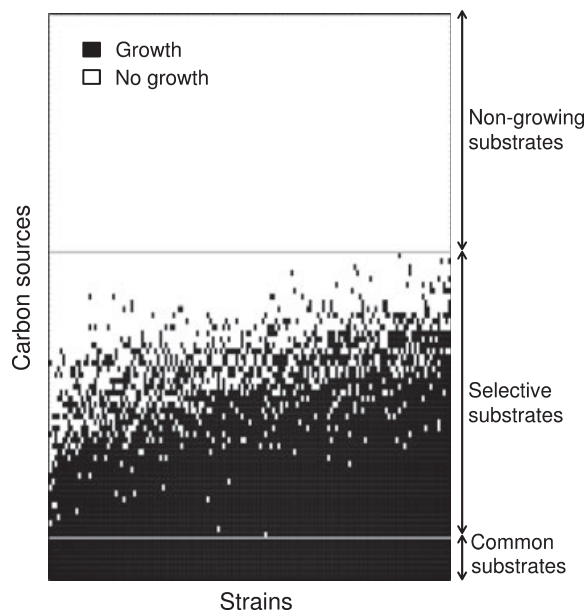 Growth
No growth
Non-growing
substrates
Carbon sources
Selective
substrates
Common
substrates
Strains